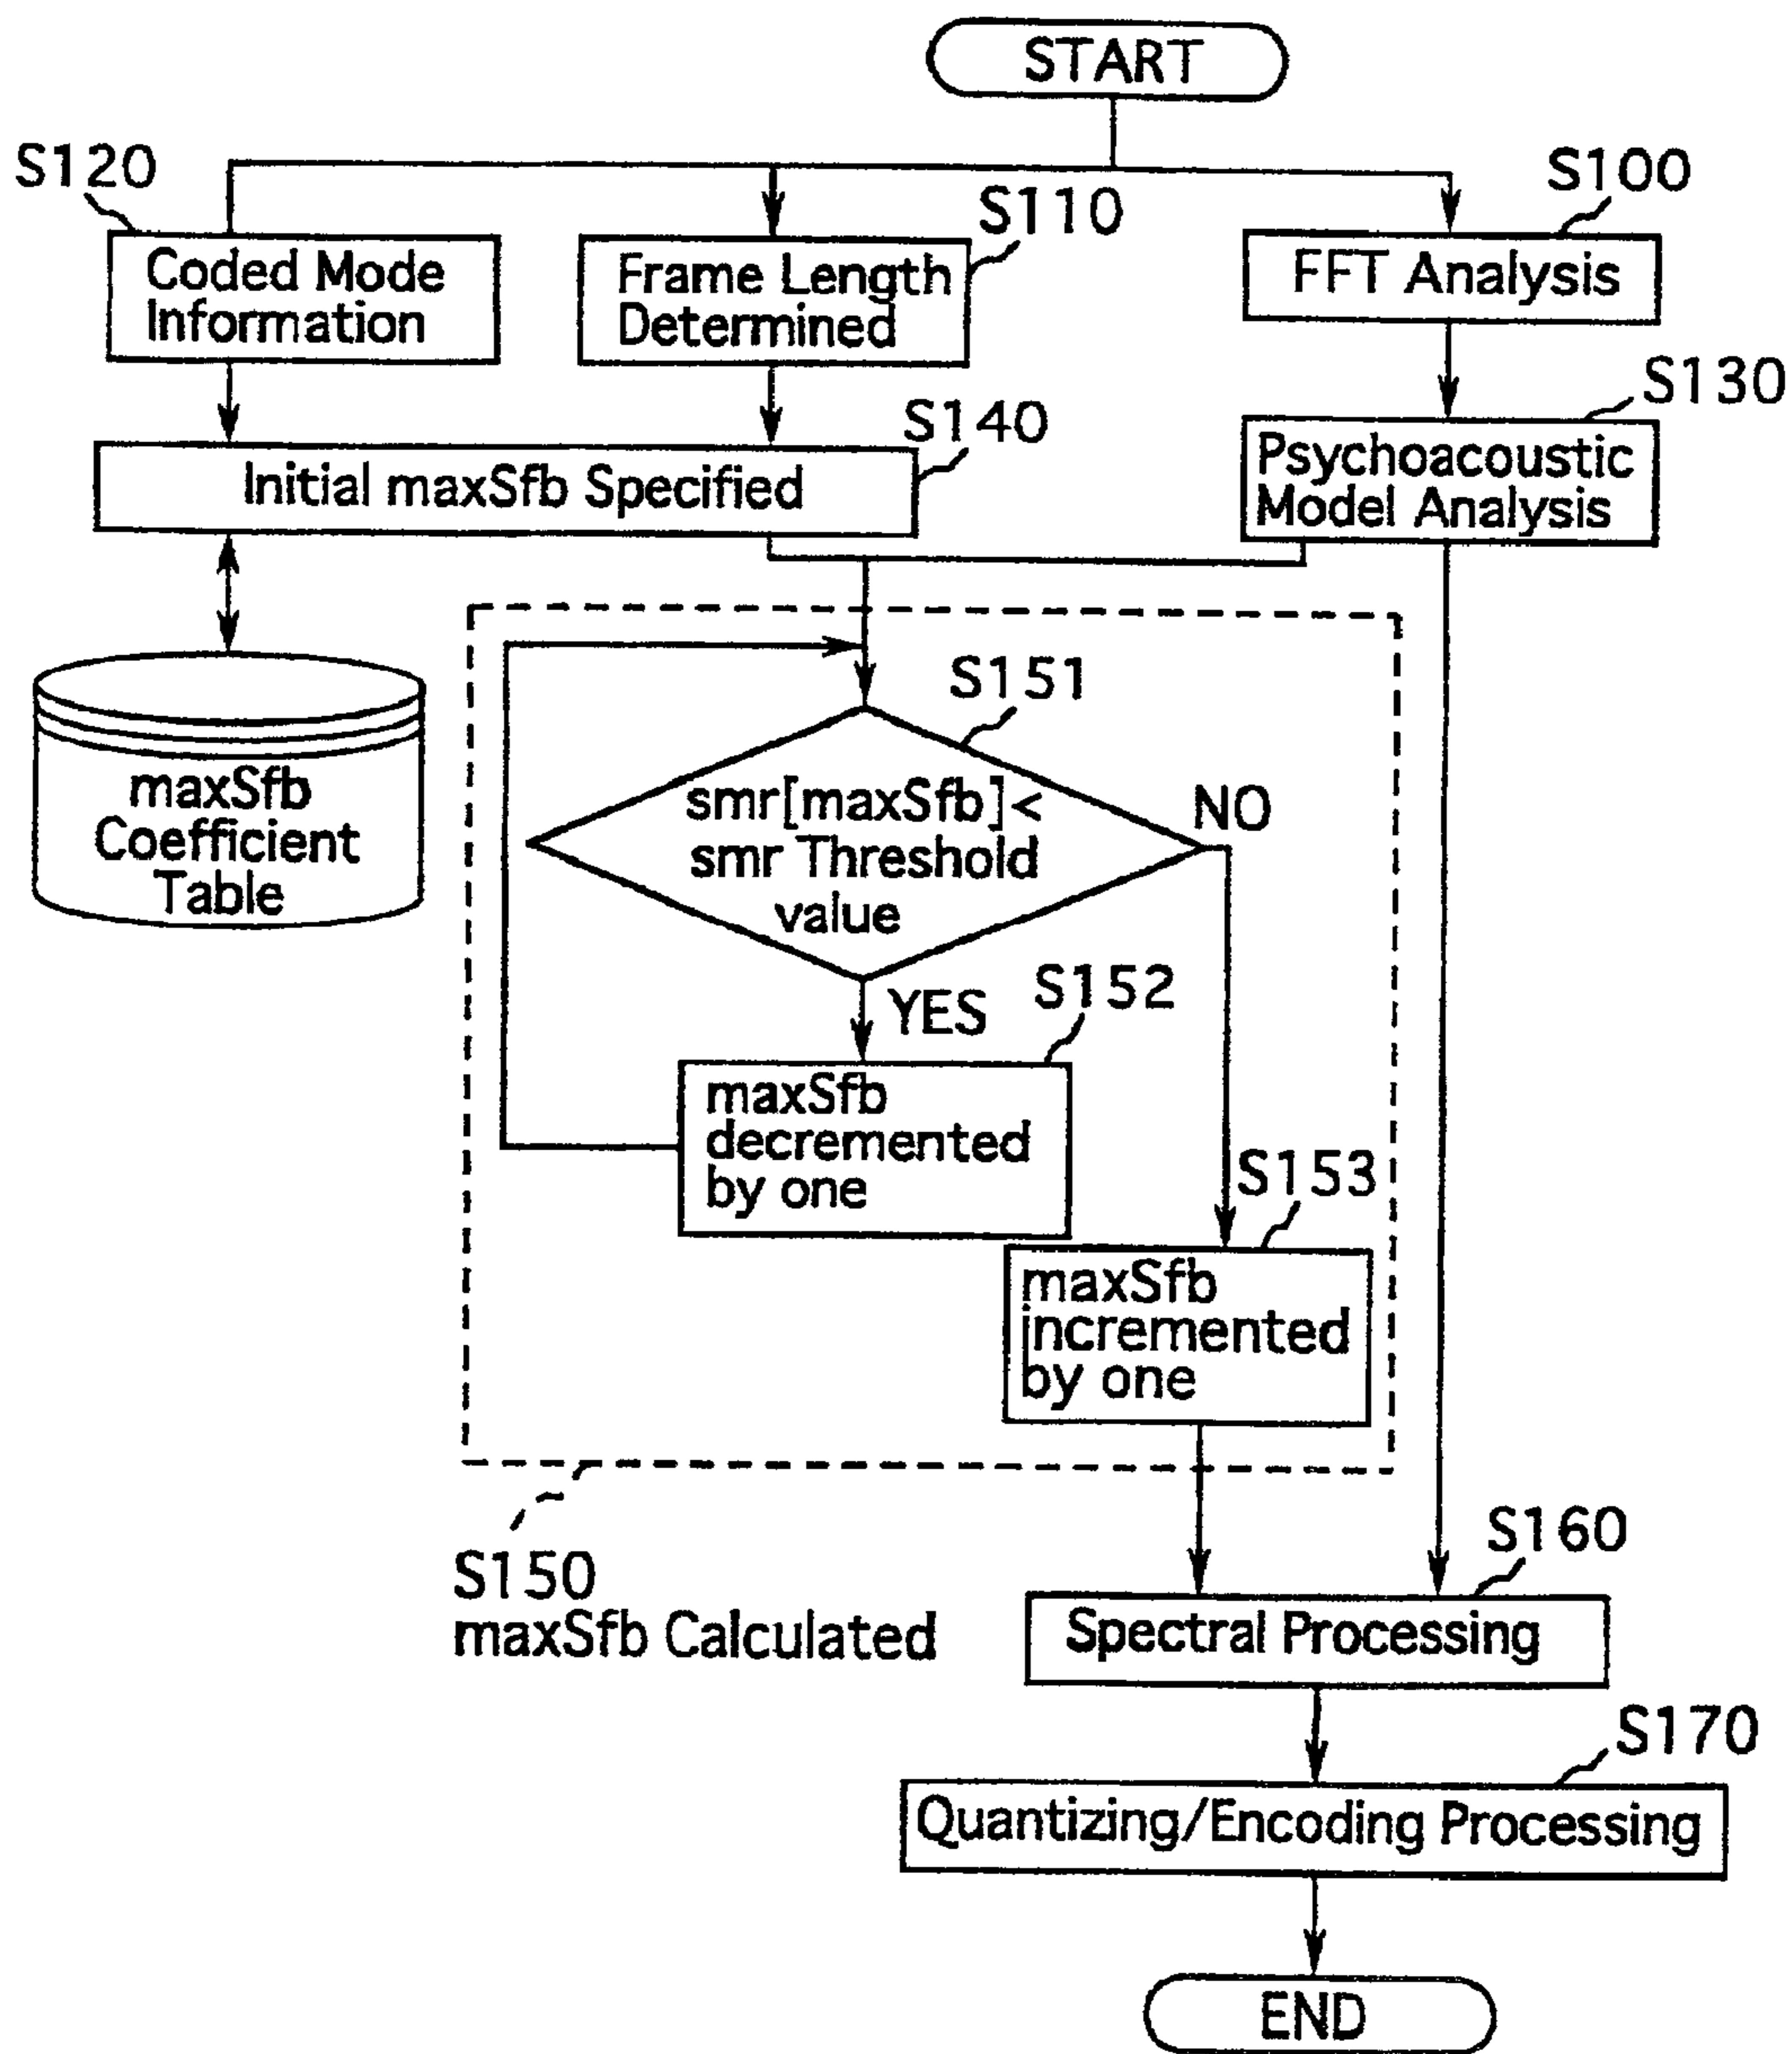 START
S120
S110
S100
Coded Mode
Information
Frame Length
Determined
FFT Analysis
S140
S130
Initial maxSfb Specified
Psychoacoustic
Model Analysis
maxSfb
Coefficient
Table
S151
smr[maxSfb]<
smr Threshold
value
NO
YES
S152
maxSfb
decremented
by one
S153
maxSfb
incremented
by one
S150
maxSfb Calculated
S160
Spectral Processing
S170
Quantizing/Encoding Processing
END